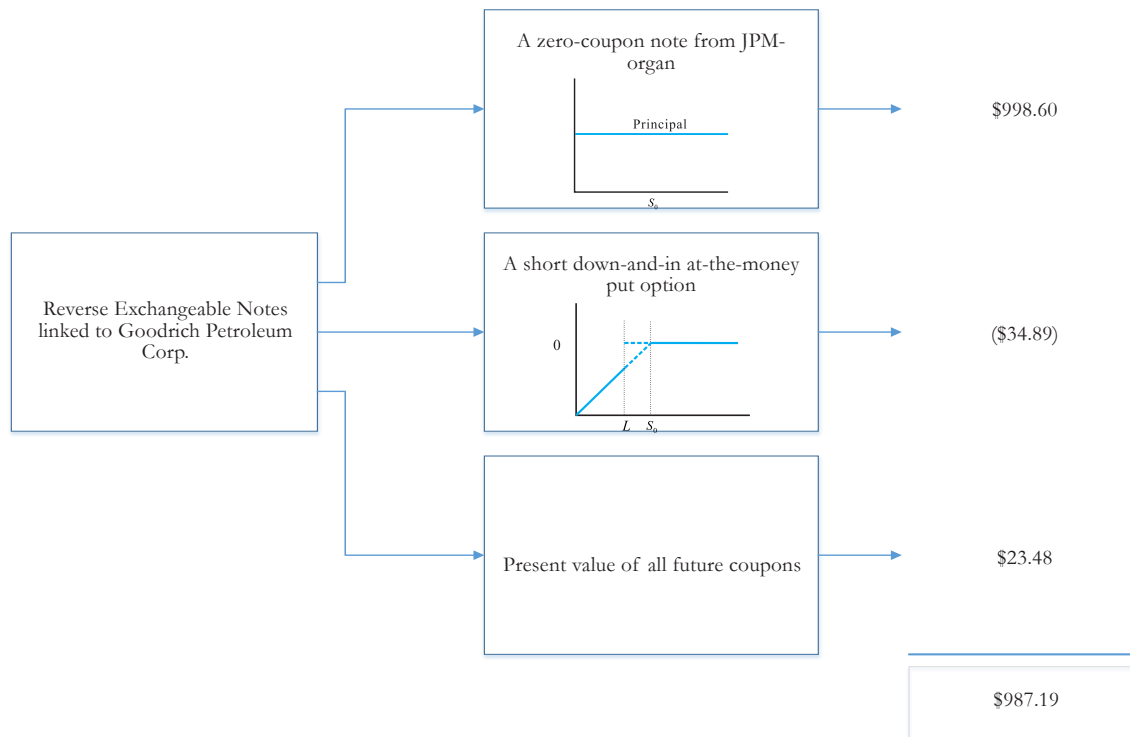 A zero-coupon note from JPM-
organ
Principal
S₀
$998.60
Reverse Exchangeable Notes
linked to Goodrich Petroleum
Corp.
A short down-and-in at-the-money
put option
0
L S₀
($34.89)
Present value of all future coupons
$23.48
$987.19